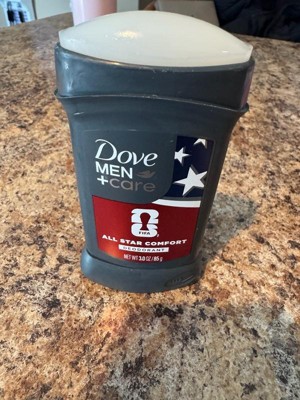 Dove
MEN
+care
FIFA
ALL STAR COMFORT
DEODORANT
NET WT 3.0 OZ / 85 g